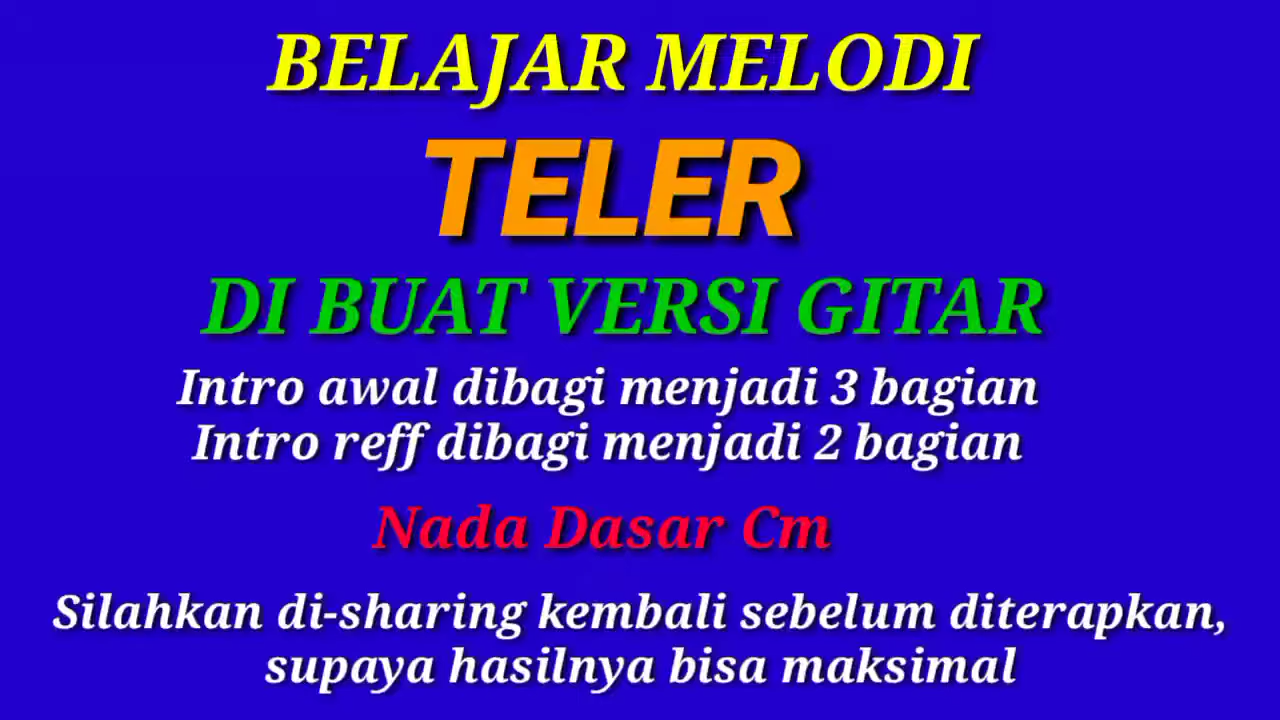 BELAJAR MELODI
TELER
DI BUAT VERSI GITAR
Intro awal dibagi menjadi 3 bagian
Intro reff dibagi menjadi 2 bagian
Nada Dasar Cm
Silahkan di-sharing kembali sebelum diterapkan,
supaya hasilnya bisa maksimal